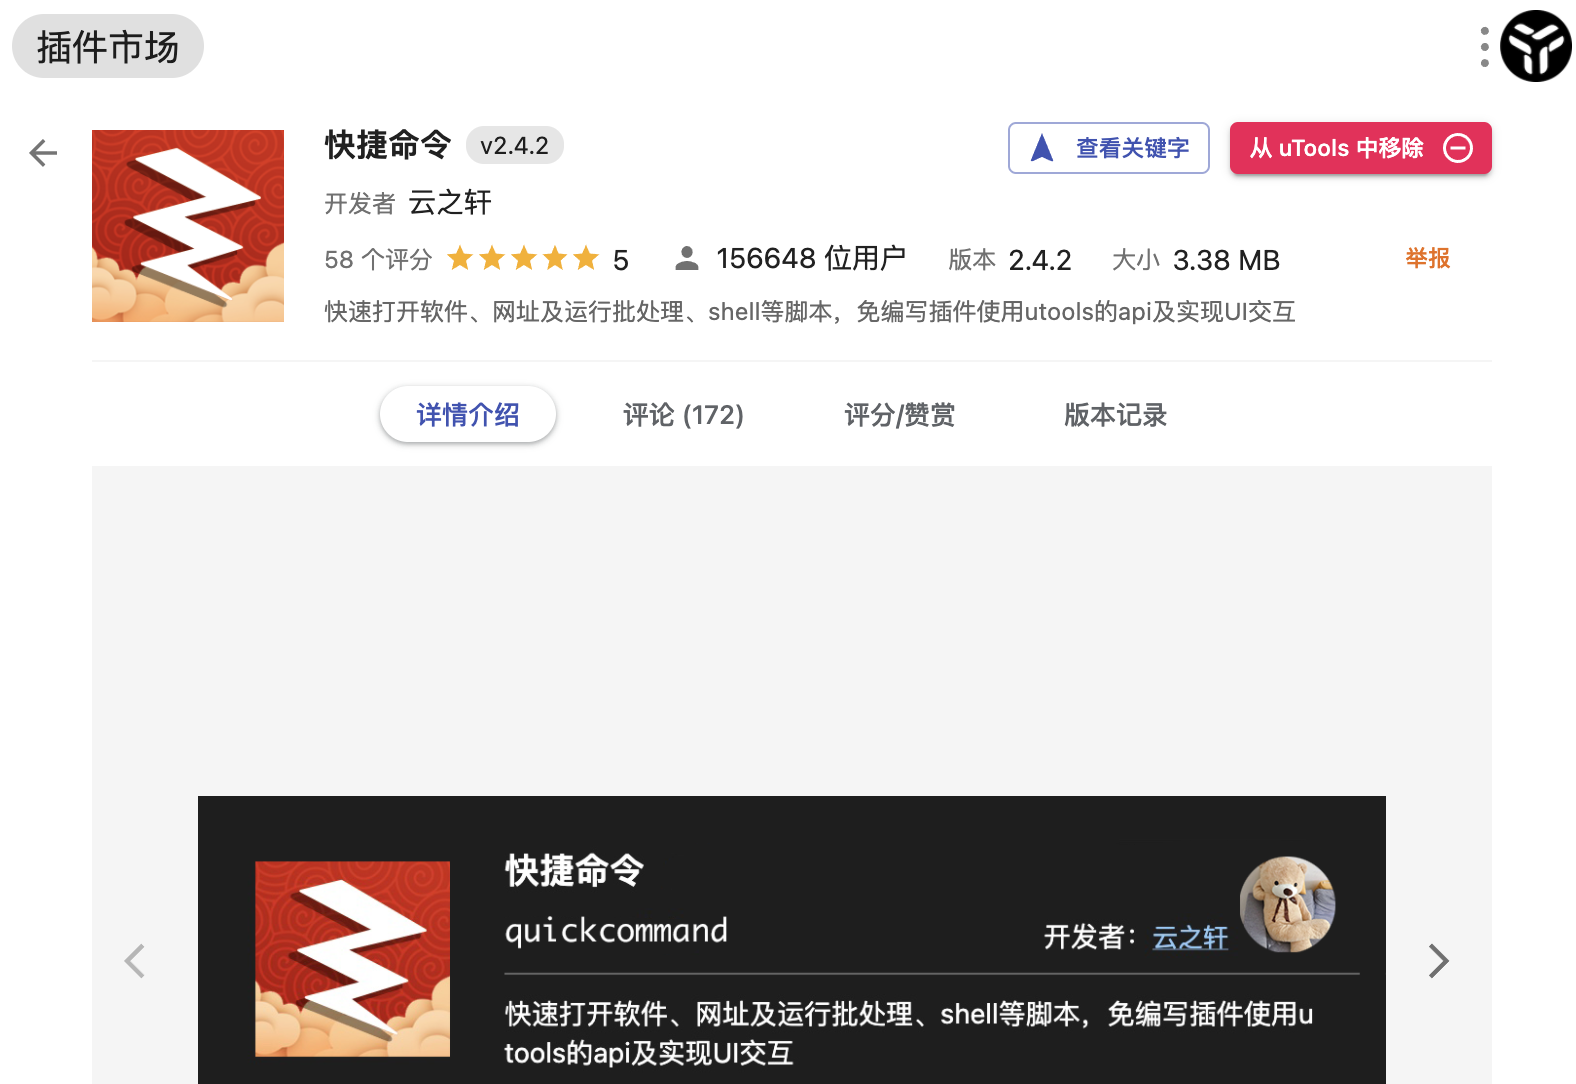 插件市场
快捷命令 v2.4.2
查看关键字
从 uTools 中移除
开发者 云之轩
58 个评分 5 156648 位用户 版本 2.4.2 大小 3.38 MB 举报
快速打开软件、网址及运行批处理、shell等脚本，免编写插件使用utools的api及实现UI交互
详情介绍 评论 (172) 评分/赞赏 版本记录
快捷命令
quickcommand
开发者：云之轩
快速打开软件、网址及运行批处理、shell等脚本，免编写插件使用u
tools的api及实现UI交互